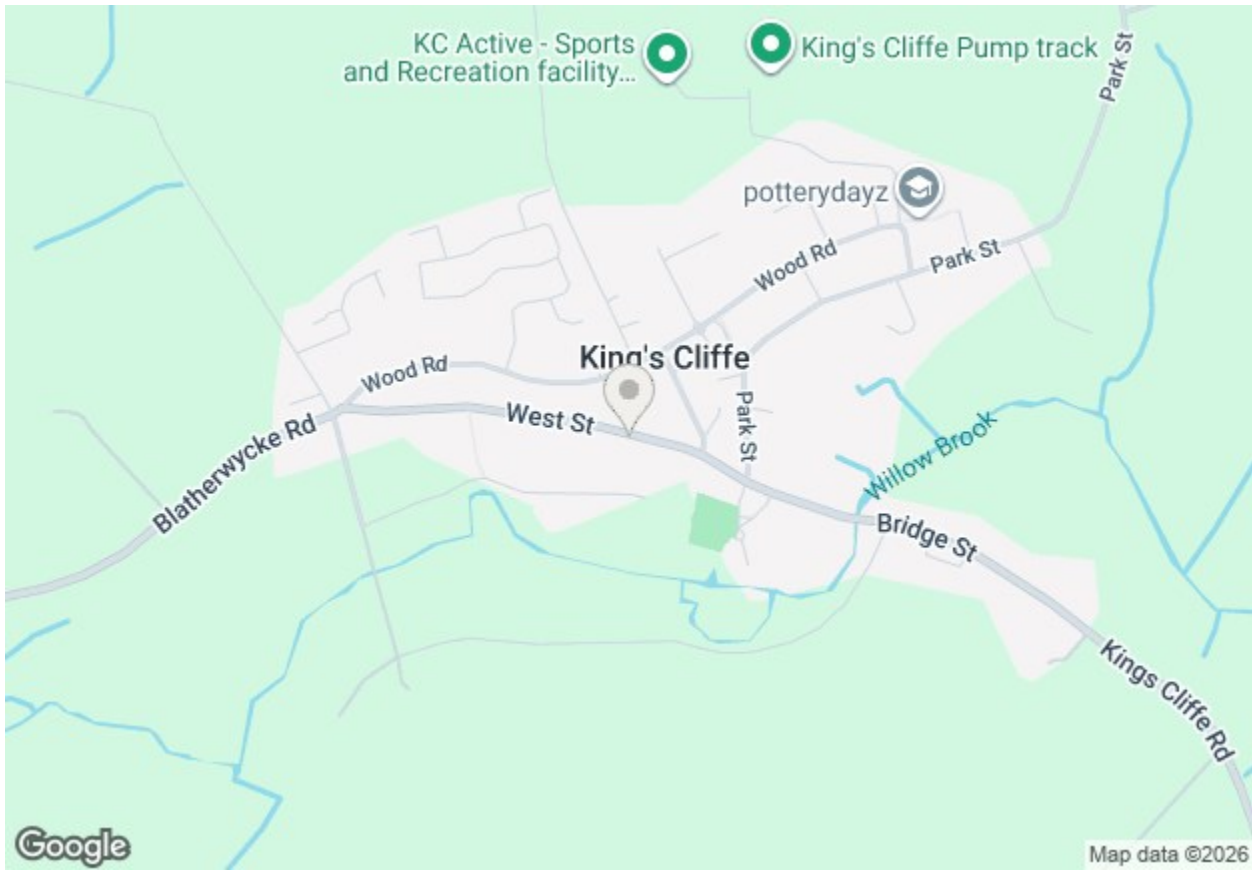 KC Active - Sports
and Recreation facility...
King's Cliffe Pump track
Park St
potterydayz
Wood Rd
Park St
King's Cliffe
Wood Rd
West St
Park St
Blatherwycke Rd
Willow Brook
Bridge St
Kings Cliffe Rd
Google
Map data ©2026